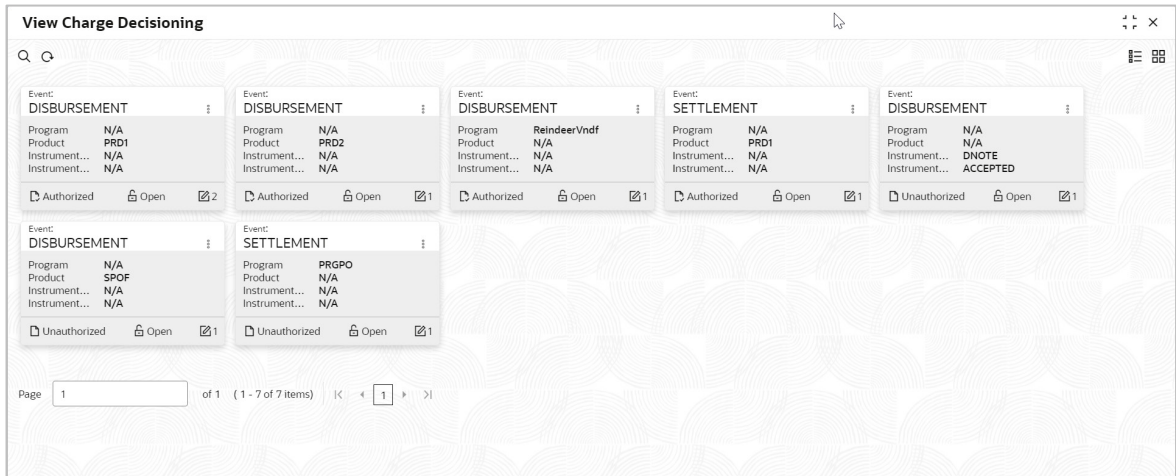 View Charge Decisioning
Event:
DISBURSEMENT
Program N/A
Product PRD1
Instrument... N/A
Instrument... N/A
Authorized Open 2
Event:
DISBURSEMENT
Program N/A
Product PRD2
Instrument... N/A
Instrument... N/A
Authorized Open 1
Event:
DISBURSEMENT
Program ReindeerVndf
Product N/A
Instrument... N/A
Instrument... N/A
Authorized Open 1
Event:
SETTLEMENT
Program N/A
Product PRD1
Instrument... N/A
Instrument... N/A
Authorized Open 1
Event:
DISBURSEMENT
Program N/A
Product N/A
Instrument... DNOTE
Instrument... ACCEPTED
Unauthorized Open 1
Event:
DISBURSEMENT
Program N/A
Product SPOF
Instrument... N/A
Instrument... N/A
Unauthorized Open 1
Event:
SETTLEMENT
Program PRGPO
Product N/A
Instrument... N/A
Instrument... N/A
Unauthorized Open 1
Page 1 of 1 (1 - 7 of 7 items) 1